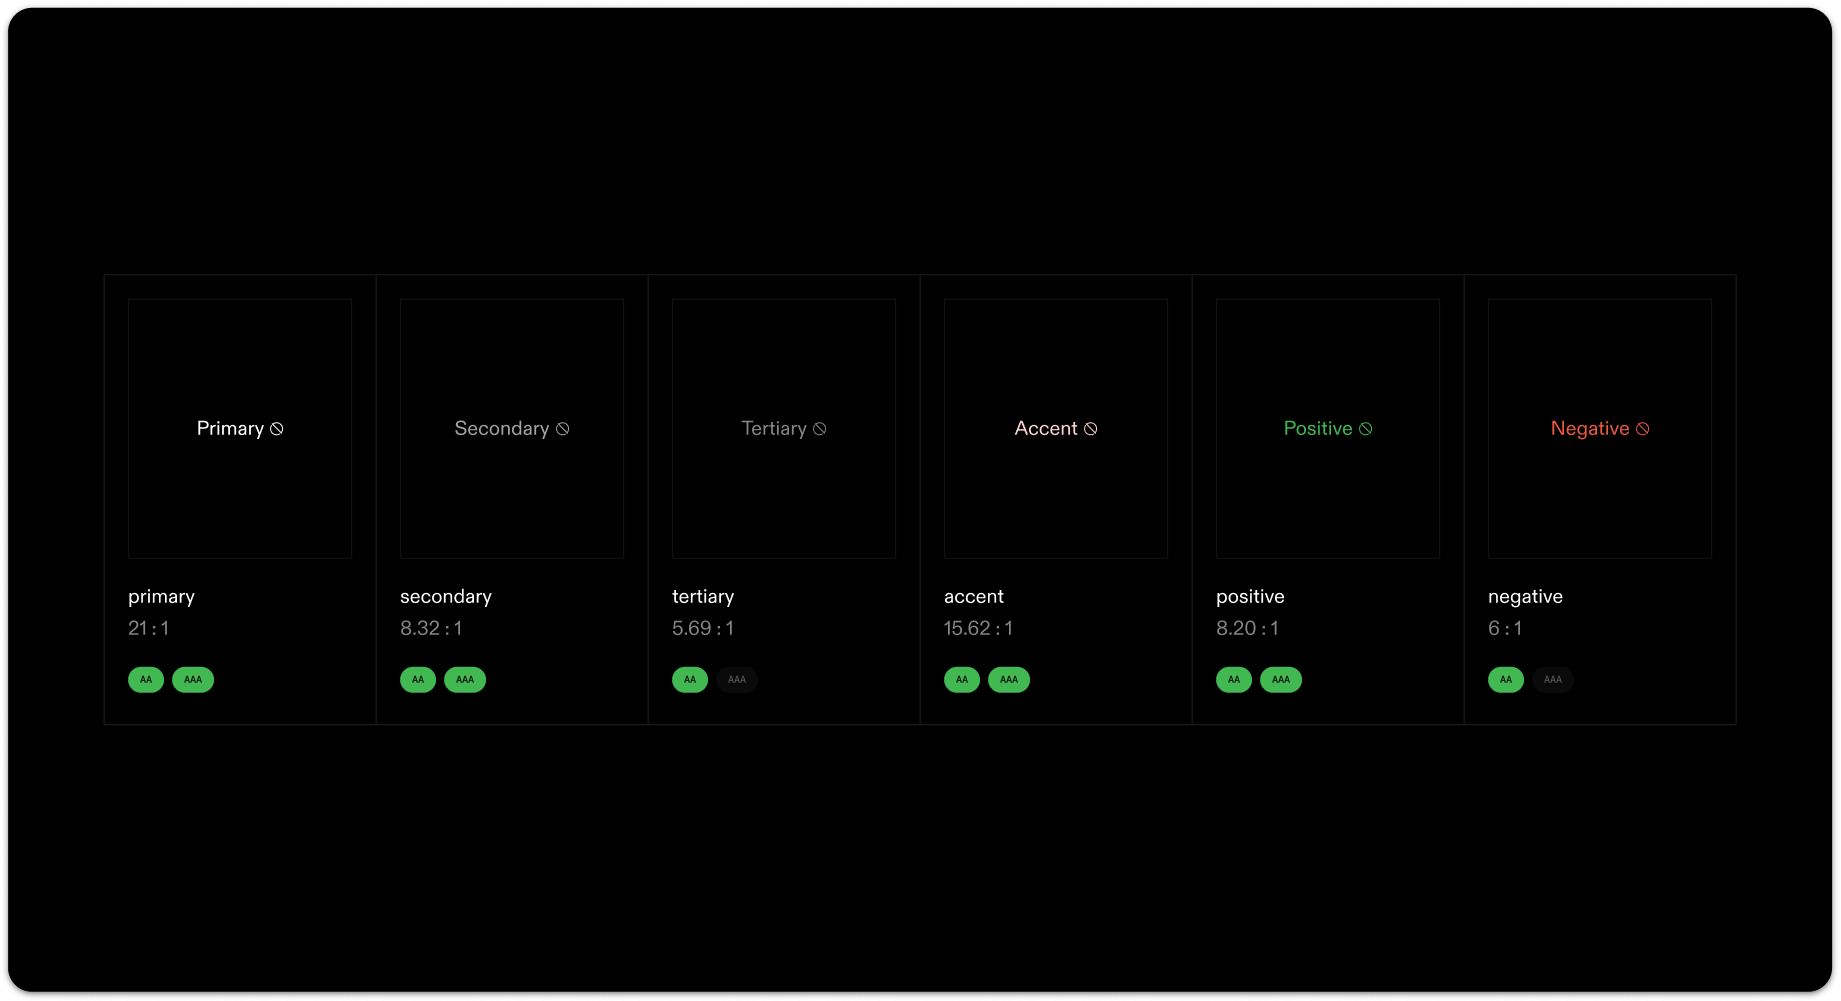 Primary
Secondary
Tertiary
Accent
Positive
Negative
primary
21 : 1
AA AAA
secondary
8.32 : 1
AA AAA
tertiary
5.69 : 1
AA AAA
accent
15.62 : 1
AA AAA
positive
8.20 : 1
AA AAA
negative
6 : 1
AA AAA